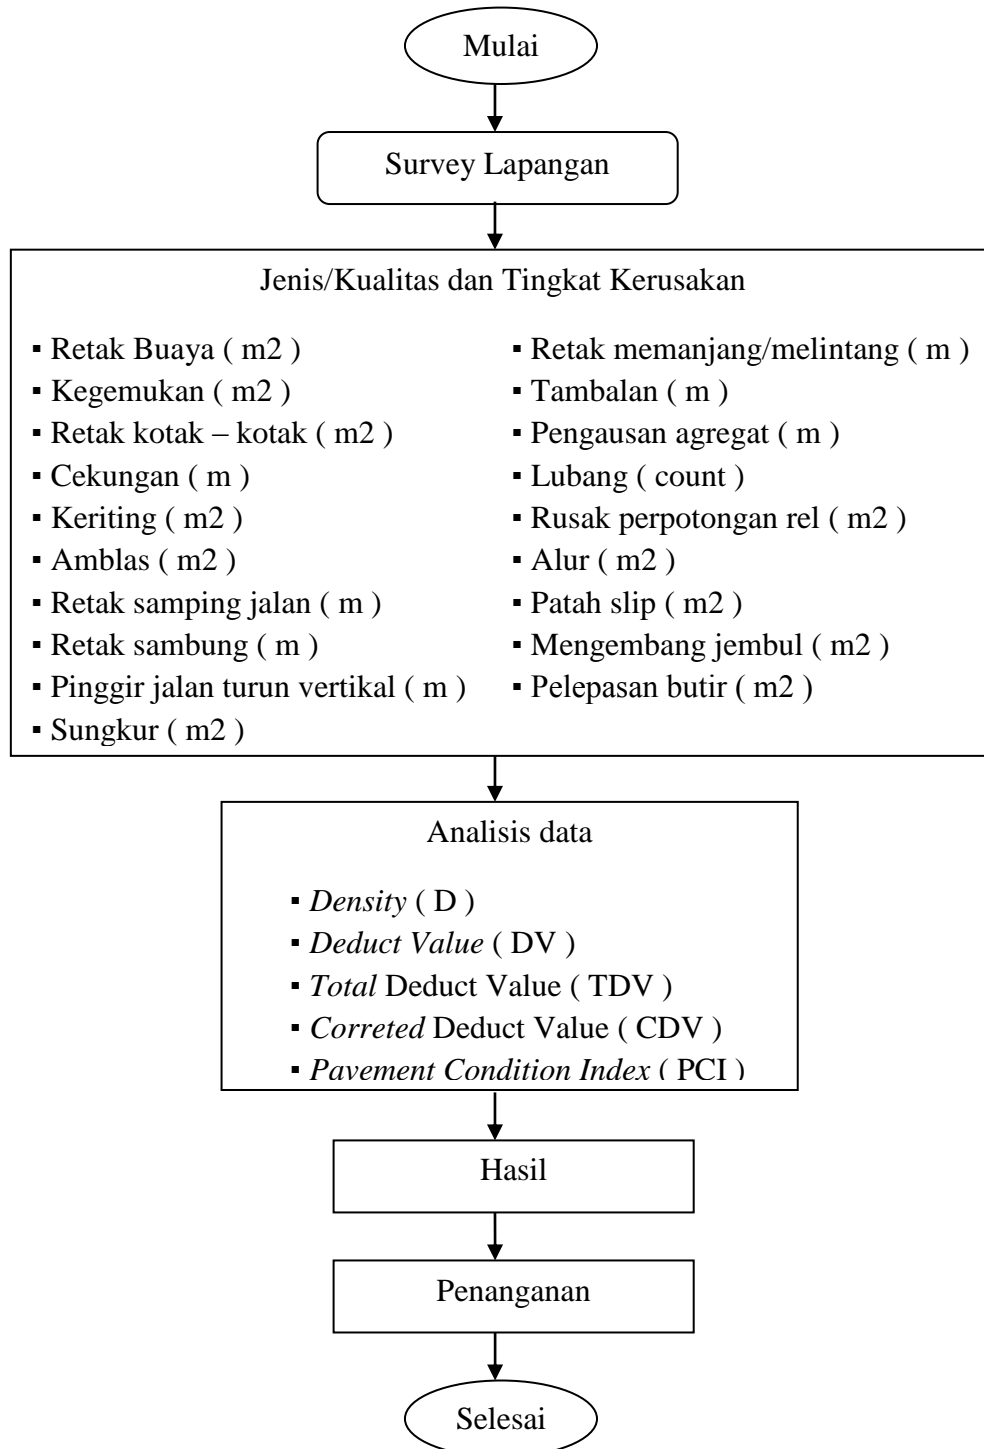 Mulai
Survey Lapangan
Jenis/Kualitas dan Tingkat Kerusakan
▪ Retak Buaya ( m2 )
▪ Kegemukan ( m2 )
▪ Retak kotak – kotak ( m2 )
▪ Cekungan ( m )
▪ Keriting ( m2 )
▪ Amblas ( m2 )
▪ Retak samping jalan ( m )
▪ Retak sambung ( m )
▪ Pinggir jalan turun vertikal ( m )
▪ Sungkur ( m2 )
▪ Retak memanjang/melintang ( m )
▪ Tambalan ( m )
▪ Pengausan agregat ( m )
▪ Lubang ( count )
▪ Rusak perpotongan rel ( m2 )
▪ Alur ( m2 )
▪ Patah slip ( m2 )
▪ Mengembang jembul ( m2 )
▪ Pelepasan butir ( m2 )
Analisis data
▪ Density ( D )
▪ Deduct Value ( DV )
▪ Total Deduct Value ( TDV )
▪ Correted Deduct Value ( CDV )
▪ Pavement Condition Index ( PCI )
Hasil
Penanganan
Selesai